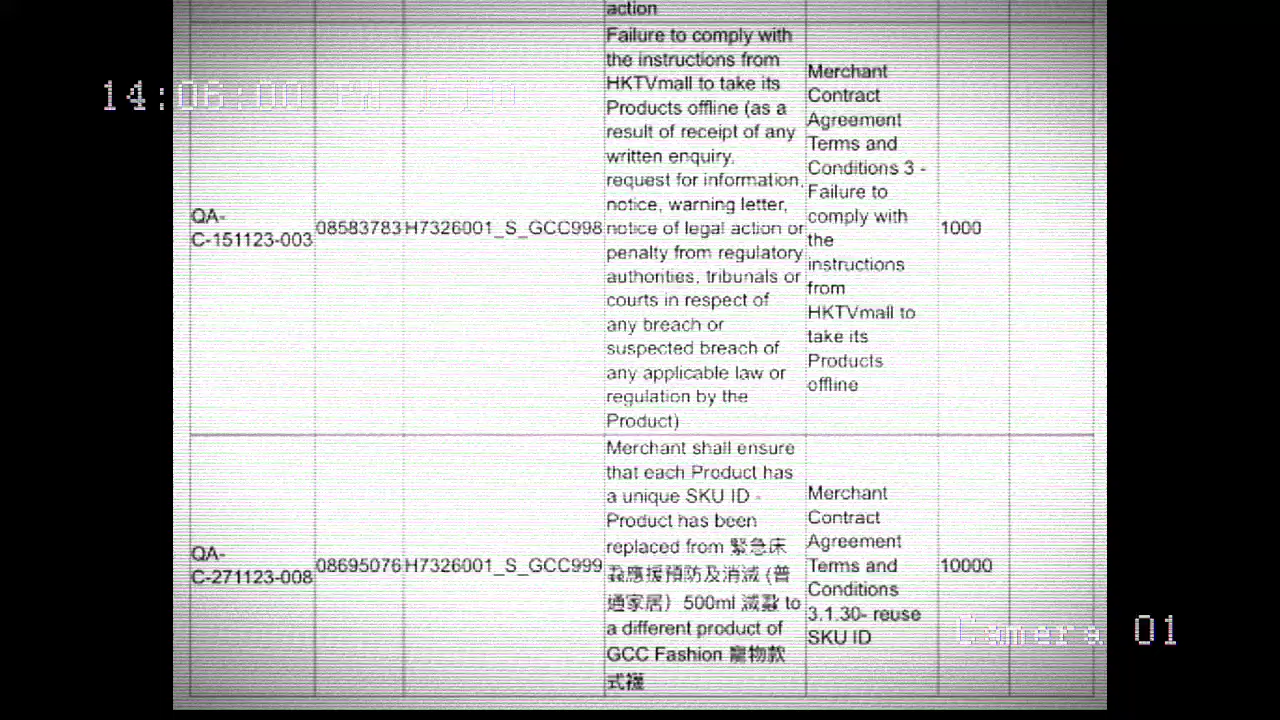 action
14:06:00 PM
QA-
C-151123-003
08583783
H7326001_S_GCC998
Failure to comply with
the instructions from
HKTVmall to take its
Products offline (as a
result of receipt of any
written enquiry,
request for information,
notice, warning letter,
notice of legal action or
penalty from regulatory
authorities, tribunals or
courts in respect of
any breach or
suspected breach of
any applicable law or
regulation by the
Product)
Merchant
Contract
Agreement
Terms and
Conditions 3 -
Failure to
comply with
the
instructions
from
HKTVmall to
take its
Products
offline
1000
QA-
C-271123-008
08695076
H7326001_S_GCC999
Merchant shall ensure
that each Product has
a unique SKU ID -
Product has been
replaced from 緊急床
蝨應援預防及消滅 (普
通家居) 500ml 滅蝨 to
a different product of
GCC Fashion 寵物款
式襪
Merchant
Contract
Agreement
Terms and
Conditions
3.1.30- reuse
SKU ID
10000
Camera 01